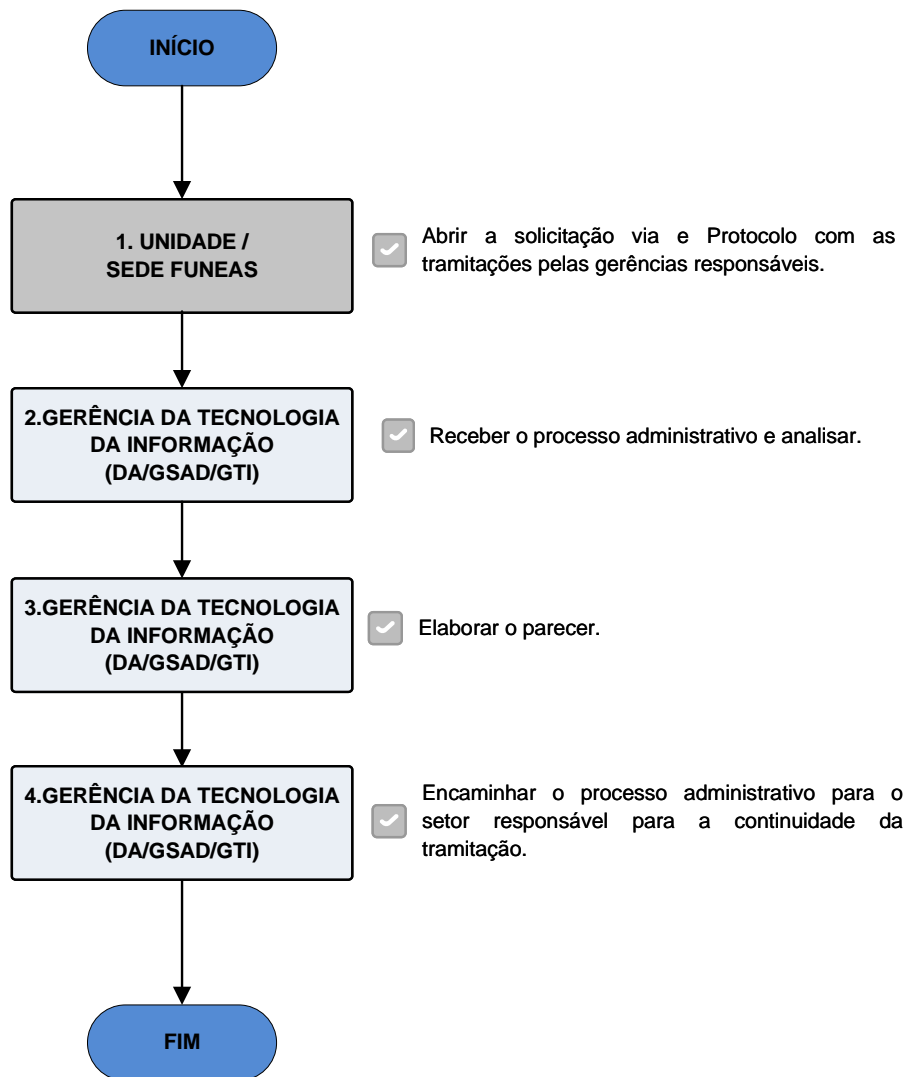 INÍCIO
1. UNIDADE /
SEDE FUNEAS
Abrir a solicitação via e Protocolo com as
tramitações pelas gerências responsáveis.
2.GERÊNCIA DA TECNOLOGIA
DA INFORMAÇÃO
(DA/GSAD/GTI)
Receber o processo administrativo e analisar.
3.GERÊNCIA DA TECNOLOGIA
DA INFORMAÇÃO
(DA/GSAD/GTI)
Elaborar o parecer.
4.GERÊNCIA DA TECNOLOGIA
DA INFORMAÇÃO
(DA/GSAD/GTI)
Encaminhar o processo administrativo para o
setor responsável para a continuidade da
tramitação.
FIM